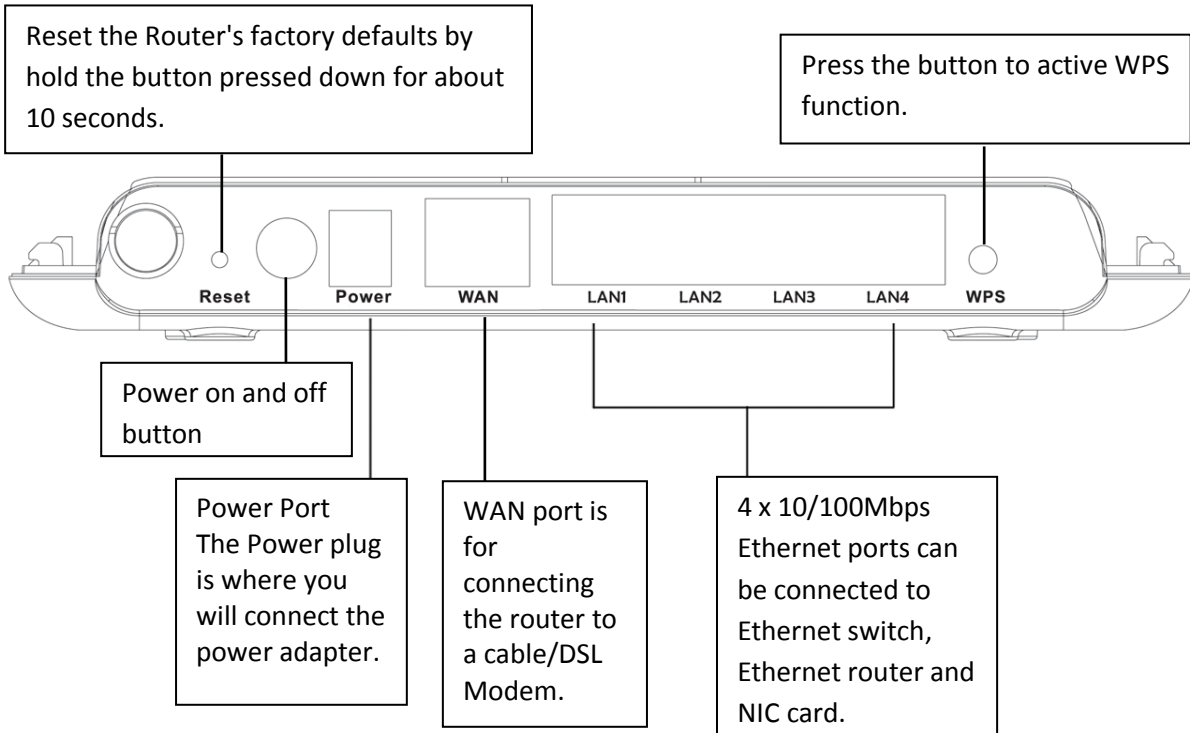 Reset the Router's factory defaults by
hold the button pressed down for about
10 seconds.
Press the button to active WPS
function.
Reset
Power
WAN
LAN1
LAN2
LAN3
LAN4
WPS
Power on and off
button
Power Port
The Power plug
is where you
will connect the
power adapter.
WAN port is
for
connecting
the router to
a cable/DSL
Modem.
4 x 10/100Mbps
Ethernet ports can
be connected to
Ethernet switch,
Ethernet router and
NIC card.